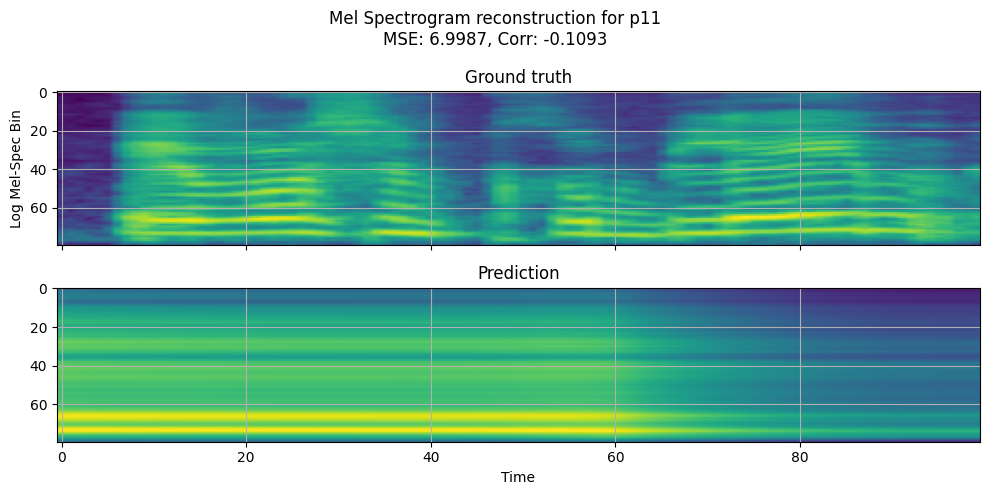 Mel Spectrogram reconstruction for p11
MSE: 6.9987, Corr: -0.1093
Ground truth
Log Mel-Spec Bin
0
20
40
60
Prediction
0
20
40
60
0 20 40 60 80
Time